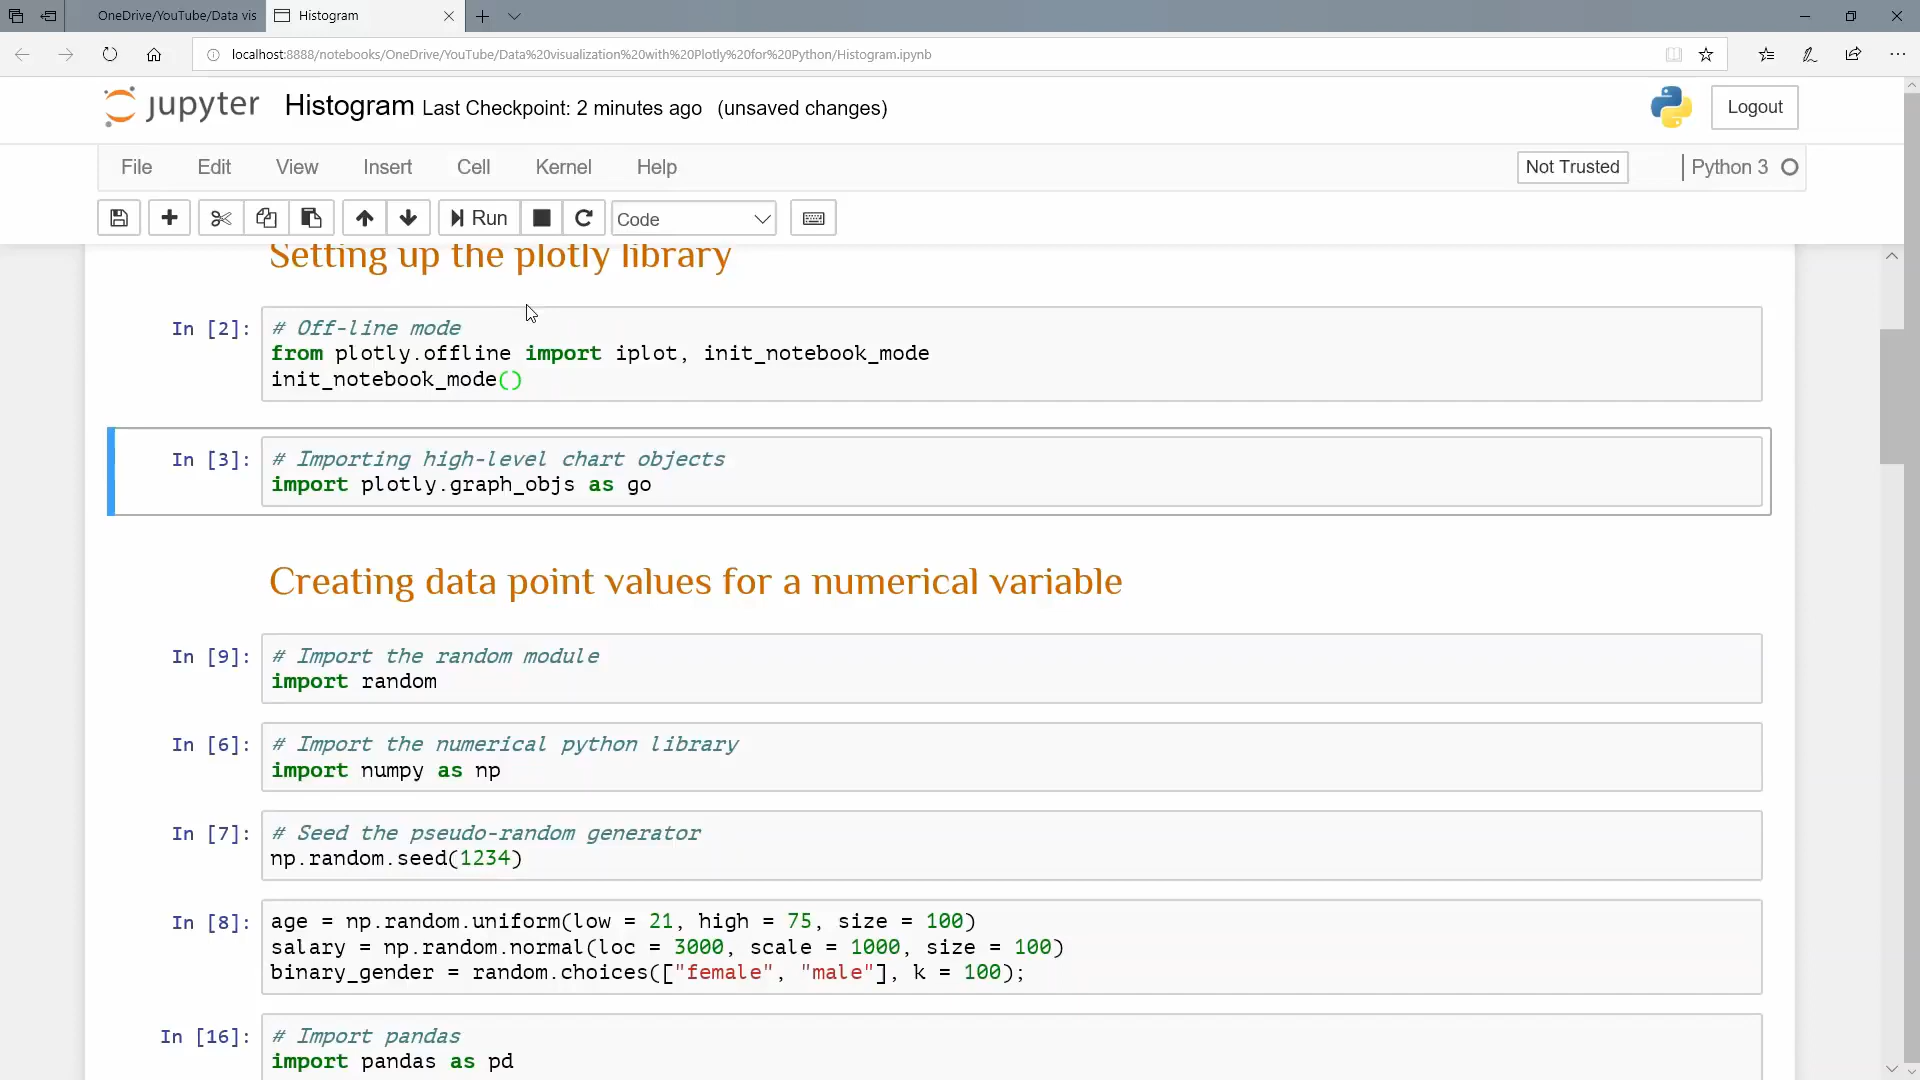 OneDrive/YouTube/Data vis
Histogram
localhost:8888/notebooks/OneDrive/YouTube/Data%20visualization%20with%20Plotly%20for%20Python/Histogram.ipynb
jupyter Histogram Last Checkpoint: 2 minutes ago (unsaved changes)
Logout
File Edit View Insert Cell Kernel Help
Not Trusted
Python 3
Run
Code
Setting up the plotly library
In [2]:
# Off-line mode
from plotly.offline import iplot, init_notebook_mode
init_notebook_mode()
In [3]:
# Importing high-level chart objects
import plotly.graph_objs as go
Creating data point values for a numerical variable
In [9]:
# Import the random module
import random
In [6]:
# Import the numerical python library
import numpy as np
In [7]:
# Seed the pseudo-random generator
np.random.seed(1234)
In [8]:
age = np.random.uniform(low = 21, high = 75, size = 100)
salary = np.random.normal(loc = 3000, scale = 1000, size = 100)
binary_gender = random.choices(["female", "male"], k = 100);
In [16]:
# Import pandas
import pandas as pd